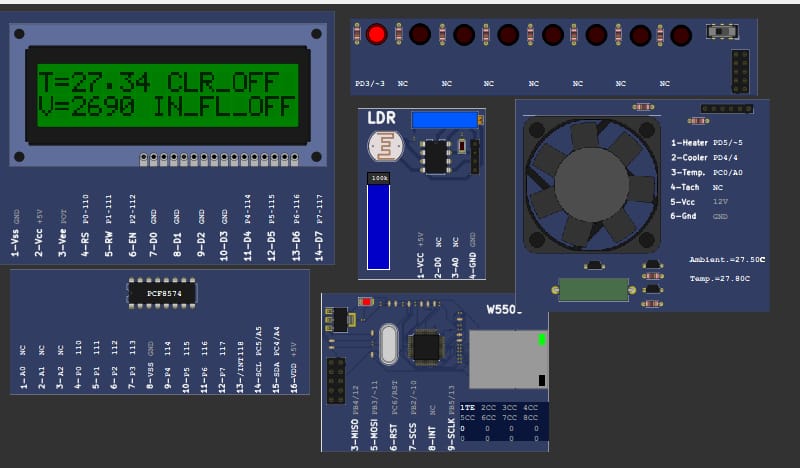 T=27.34 CLR_OFF
V=2690 IN_FL_OFF
1-Vss GND
2-Vcc +5V
3-Vee POT
4-RS P0-110
5-RW P1-111
6-EN P2-112
7-D0 GND
8-D1 GND
9-D2 GND
10-D3 GND
11-D4 P4-114
12-D5 P5-115
13-D6 P6-116
14-D7 P7-117
PD3/~3 NC NC NC NC NC NC
LDR
100k
1-VCC +5V
2-DO NC
3-AO NC
4-GND GND
1-Heater PD5/~5
2-Cooler PD4/4
3-Temp. PC0/A0
4-Tach NC
5-Vcc 12V
6-Gnd GND
Ambient.=27.50C
Temp.=27.80C
PCF8574
1-A0 NC
2-A1 NC
3-A2 NC
4-P0 110
5-P1 111
6-P2 112
7-P3 113
8-VSS GND
9-P4 114
10-P5 115
11-P6 116
12-P7 117
13-/INT118
14-SCL PC5/A5
15-SDA PC4/A4
16-VDD +5V
3-MISO PB4/12
5-MOSI PB3/~11
6-RST PC6/RST
7-SCS PB2/~10
8-INT NC
9-SCLK PB5/13
1TE 2CC 3CC 4CC
5CC 6CC 7CC 8CC
0 0
0 0